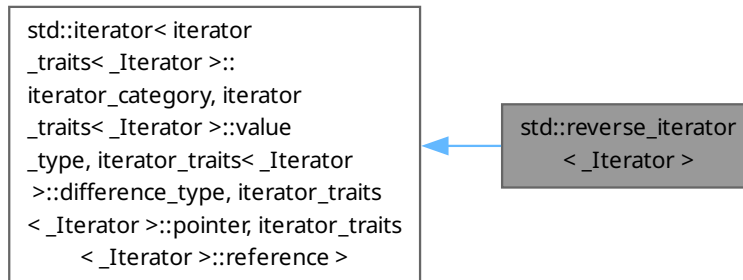 std::iterator< iterator
_traits< _Iterator >::
iterator_category, iterator
_traits< _Iterator >::value
_type, iterator_traits< _Iterator
>::difference_type, iterator_traits
< _Iterator >::pointer, iterator_traits
< _Iterator >::reference >
std::reverse_iterator
< _Iterator >